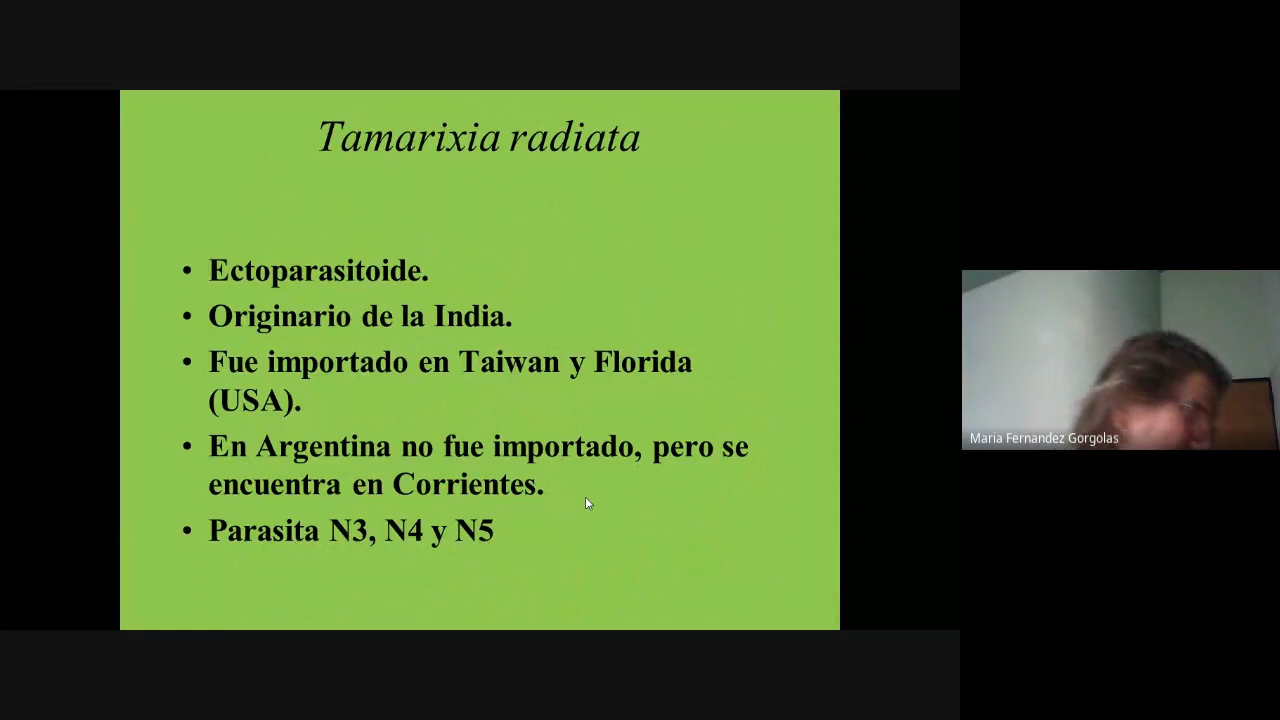 Tamarixia radiata
• Ectoparasitoide.
• Originario de la India.
• Fue importado en Taiwan y Florida
(USA).
• En Argentina no fue importado, pero se
encuentra en Corrientes.
• Parasita N3, N4 y N5
Maria Fernandez Gorgolas